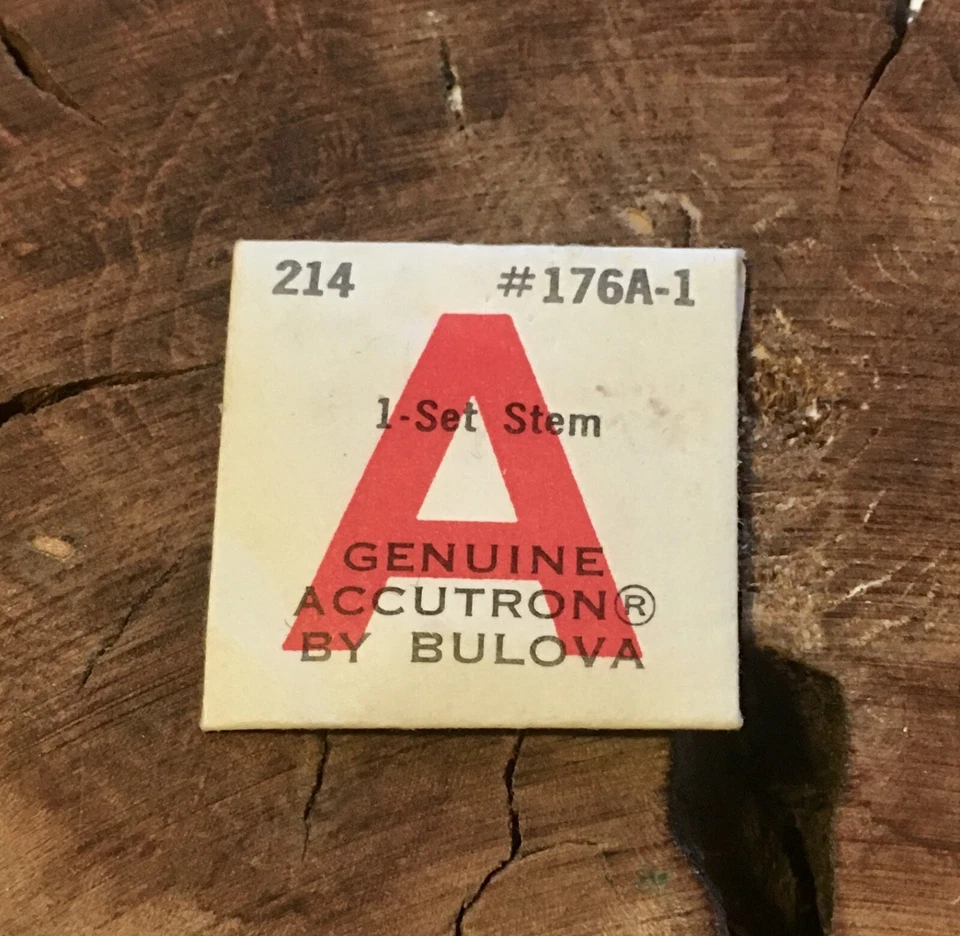 214 #176A-1
A
1-Set Stem
GENUINE
ACCUTRON®
BY BULOVA